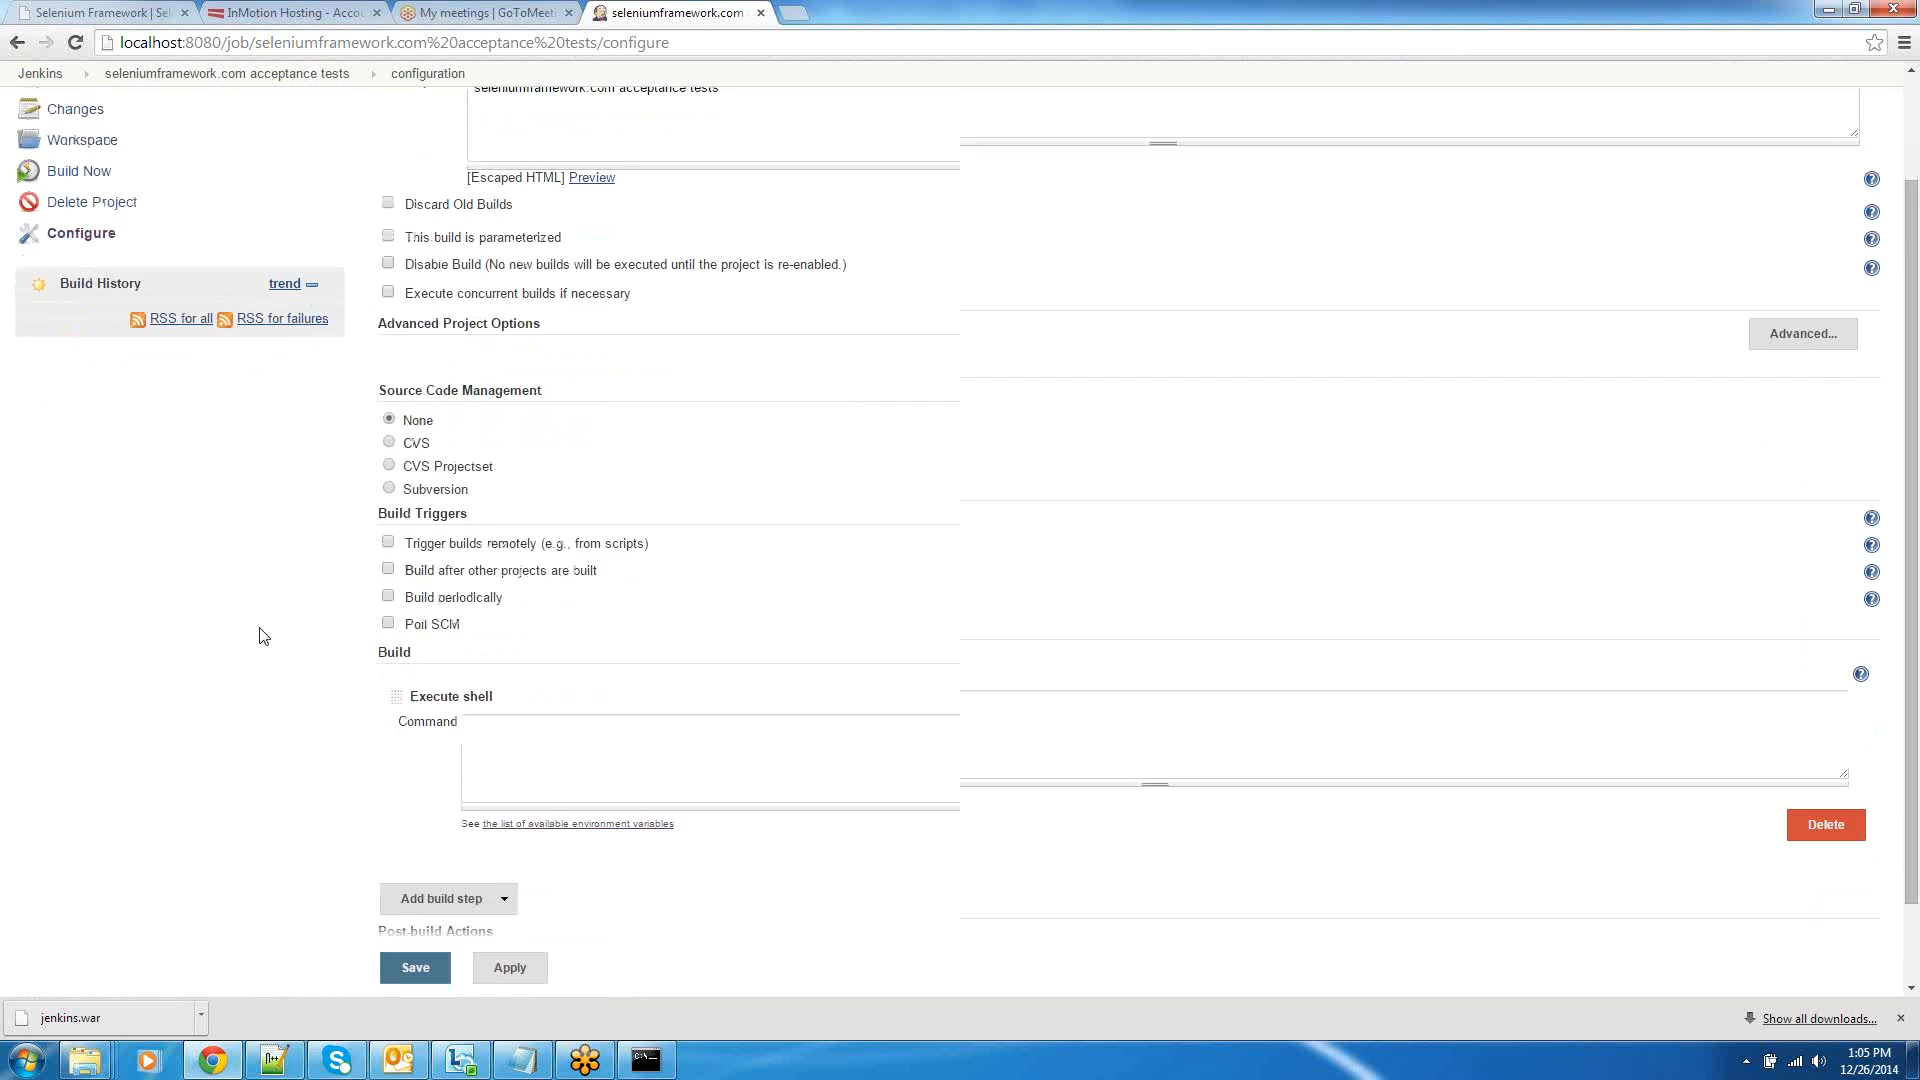 Selenium Framework | Sel
InMotion Hosting - Accou
My meetings | GoToMeeti
seleniumframework.com
localhost:8080/job/seleniumframework.com%20acceptance%20tests/configure
Jenkins
seleniumframework.com acceptance tests
configuration
seleniumframework.com acceptance tests
Changes
Workspace
Build Now
Delete Project
Configure
Build History
trend
RSS for all
RSS for failures
[Escaped HTML] Preview
Discard Old Builds
This build is parameterized
Disable Build (No new builds will be executed until the project is re-enabled.)
Execute concurrent builds if necessary
Advanced Project Options
Advanced...
Source Code Management
None
CVS
CVS Projectset
Subversion
Build Triggers
Trigger builds remotely (e.g., from scripts)
Build after other projects are built
Build periodically
Poll SCM
Build
Execute shell
Command
See the list of available environment variables
Delete
Add build step
Post-build Actions
Save
Apply
jenkins.war
Show all downloads...
1:05 PM
12/26/2014